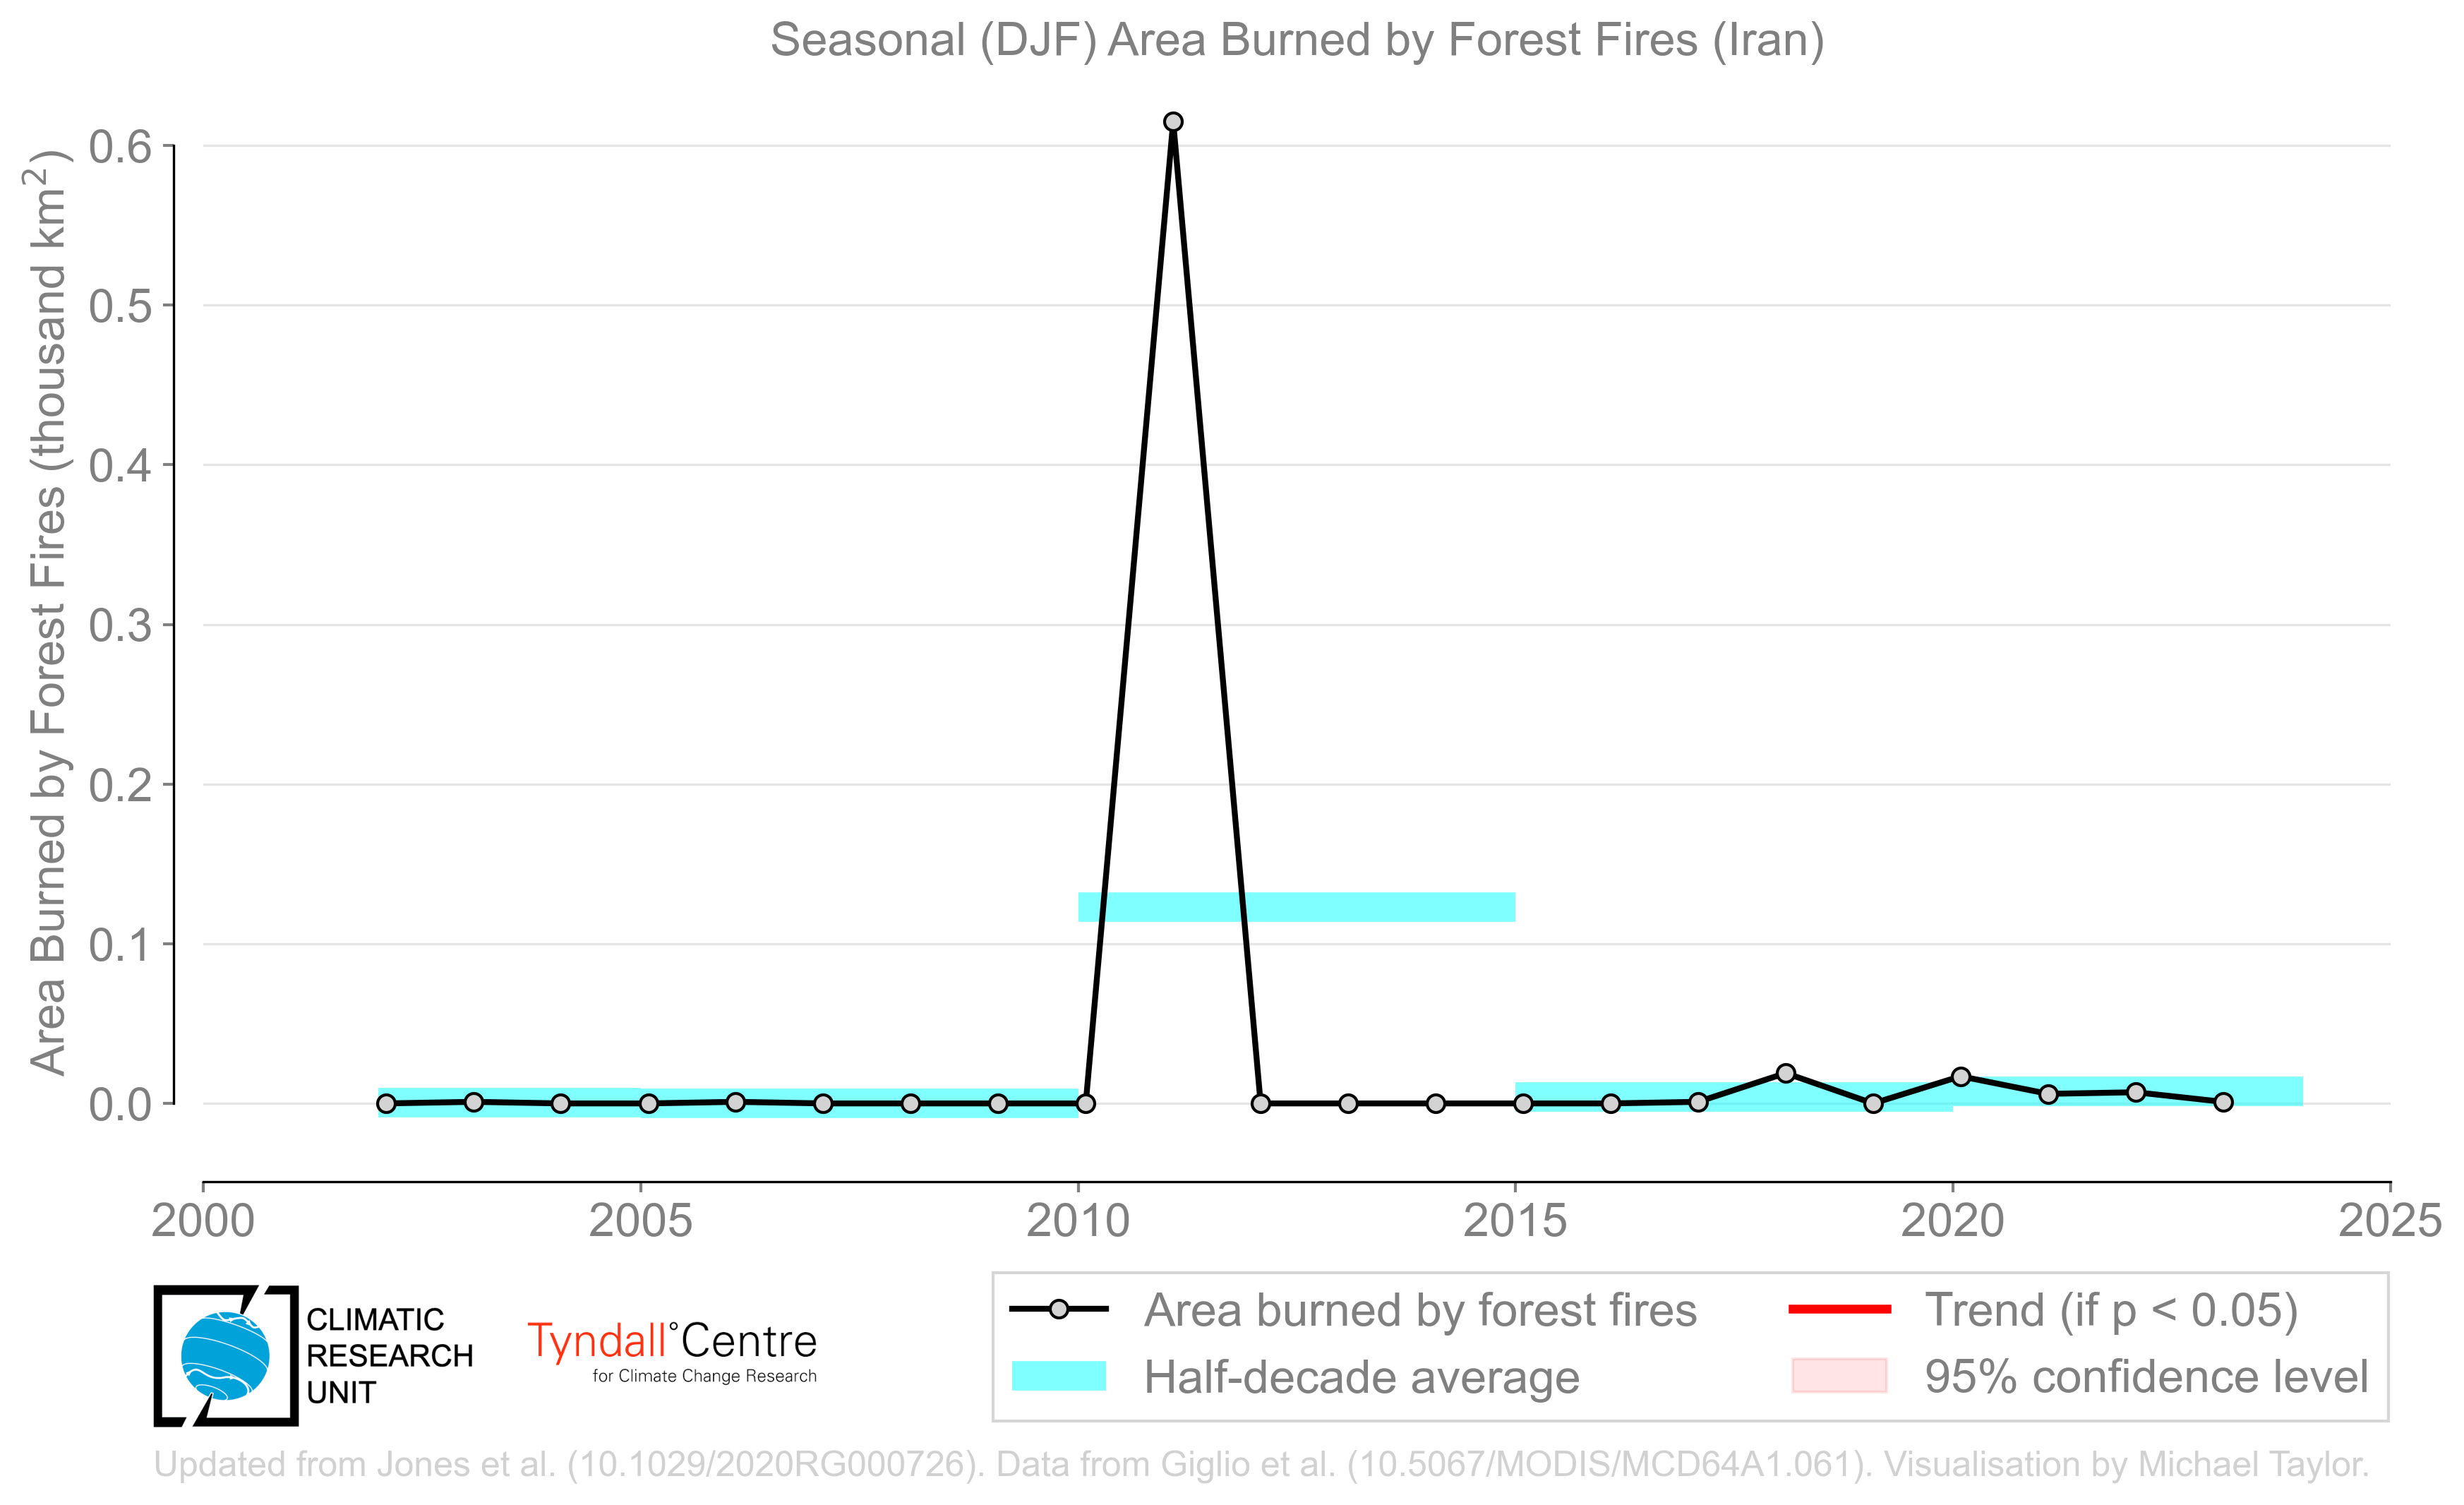 Seasonal (DJF) Area Burned by Forest Fires (Iran)
Area Burned by Forest Fires (thousand km²)
0.6
0.5
0.4
0.3
0.2
0.1
0.0
2000
2005
2010
2015
2020
2025
CLIMATIC
RESEARCH
UNIT
Tyndall°Centre
for Climate Change Research
Area buned by forest fires
Half-decade average
Trend (if p < 0.05)
95% confidence level
Updated from Jones et al. (10.1029/2020RG000726). Data from Giglio et al. (10.5067/MODIS/MCD64A1.061). Visualisation by Michael Taylor.